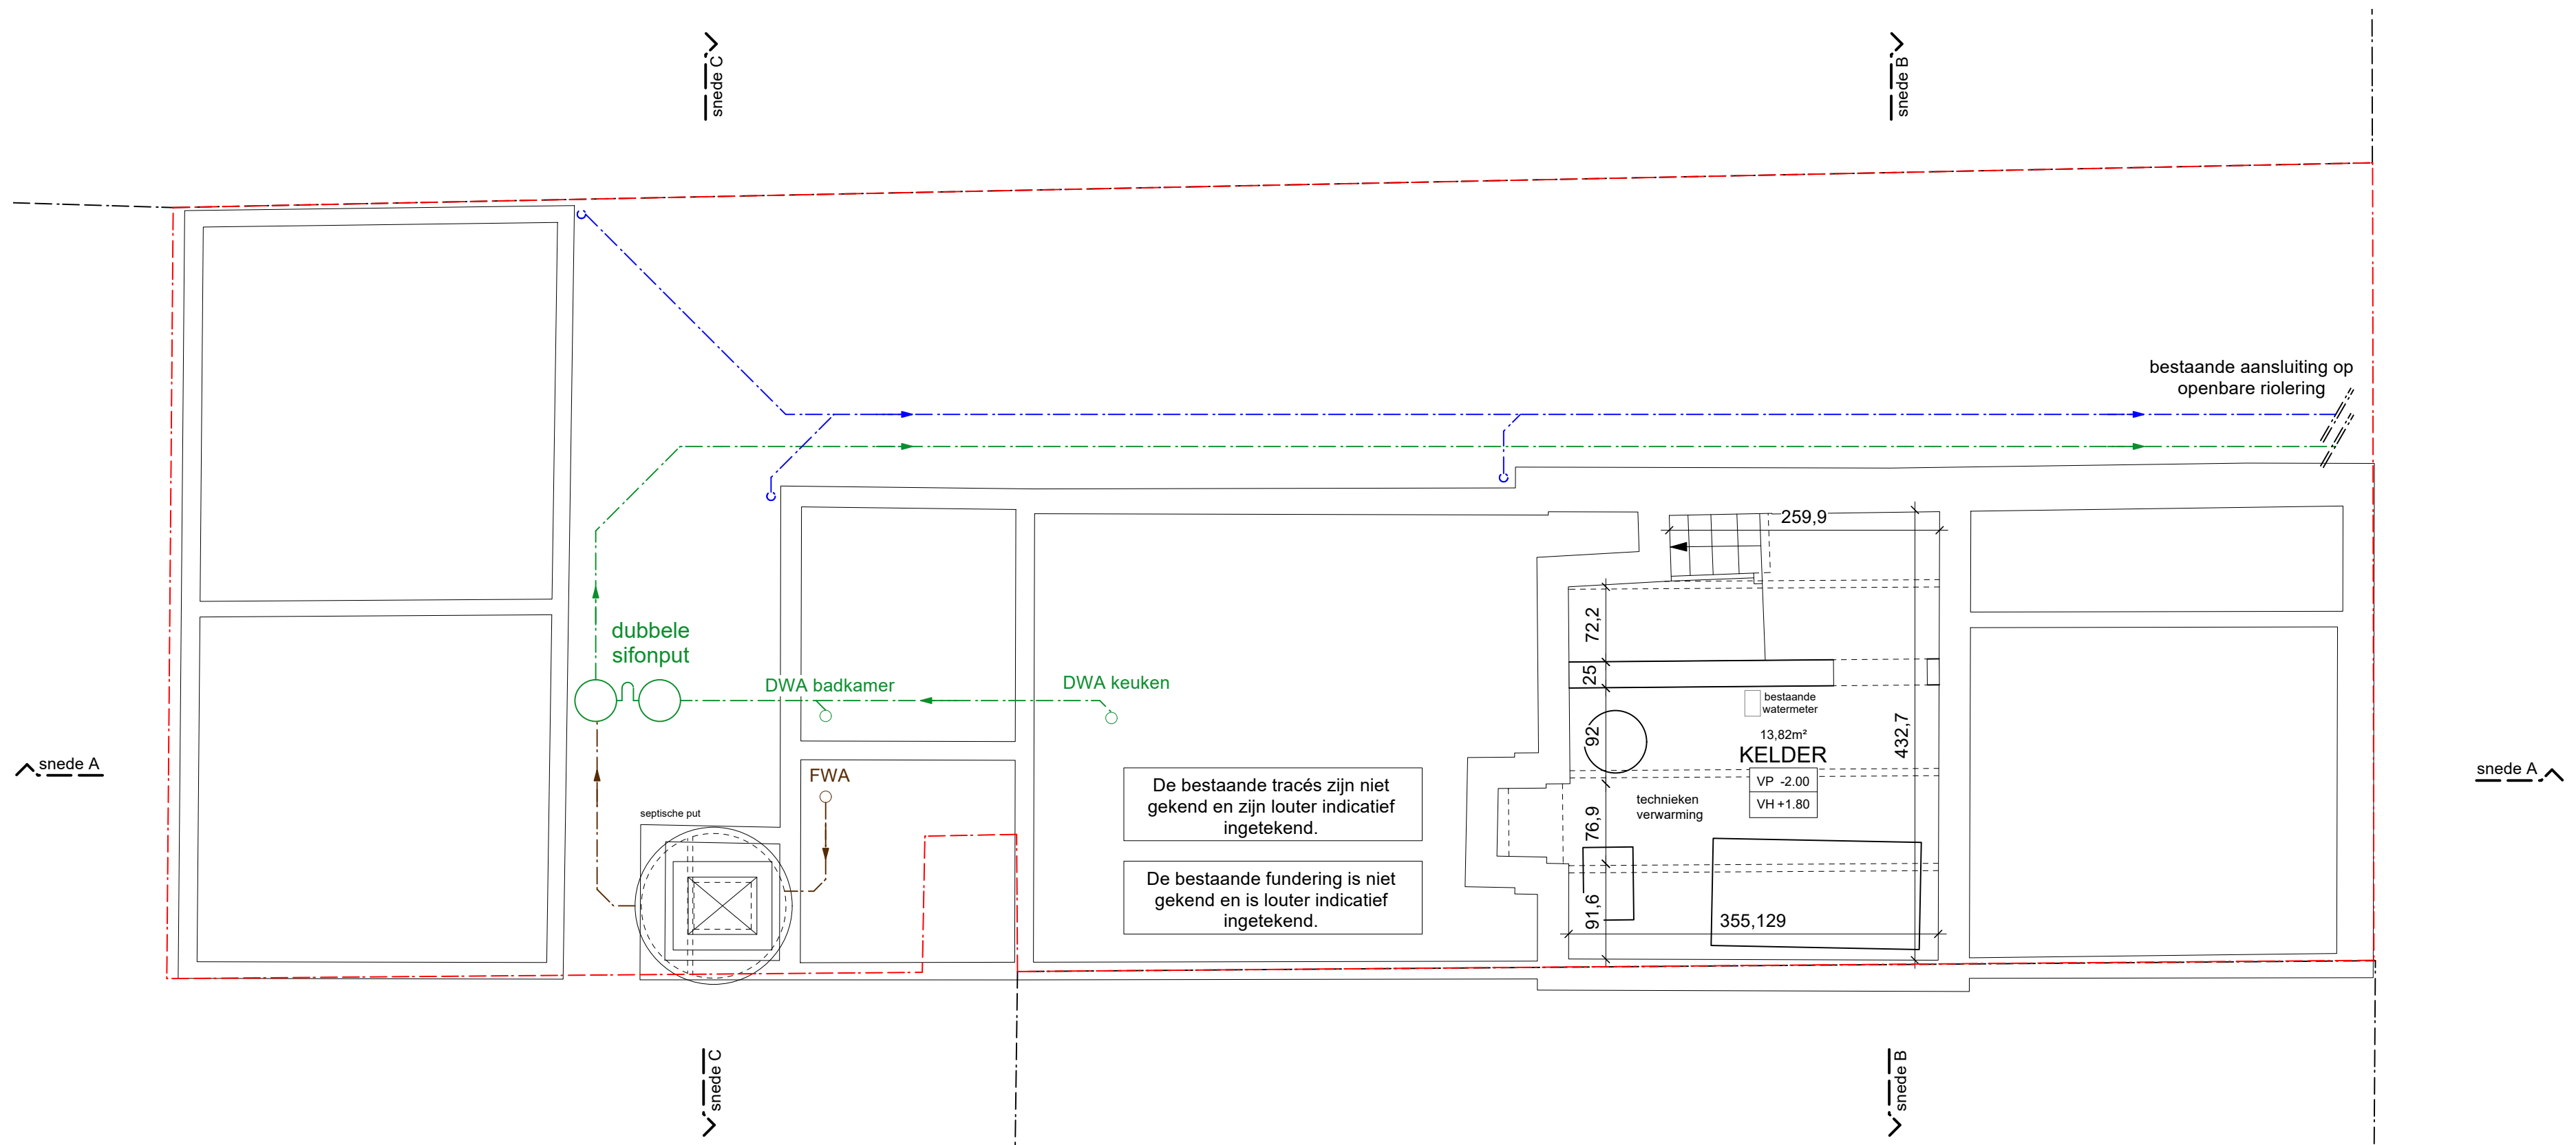 snede C
snede B
bestaande aansluiting op
openbare riolering
259,9
72,2
25
dubbele
sifonput
DWA badkamer
DWA keuken
bestaande
watermeter
92
432,7
13,82m²
KELDER
VP -2.00
VH +1.80
snede A
snede A
FWA
De bestaande tracés zijn niet
gekend en zijn louter indicatief
ingetekend.
technieken
verwarming
76,9
septische put
De bestaande fundering is niet
gekend en is louter indicatief
ingetekend.
91,6
355,129
snede C
snede B